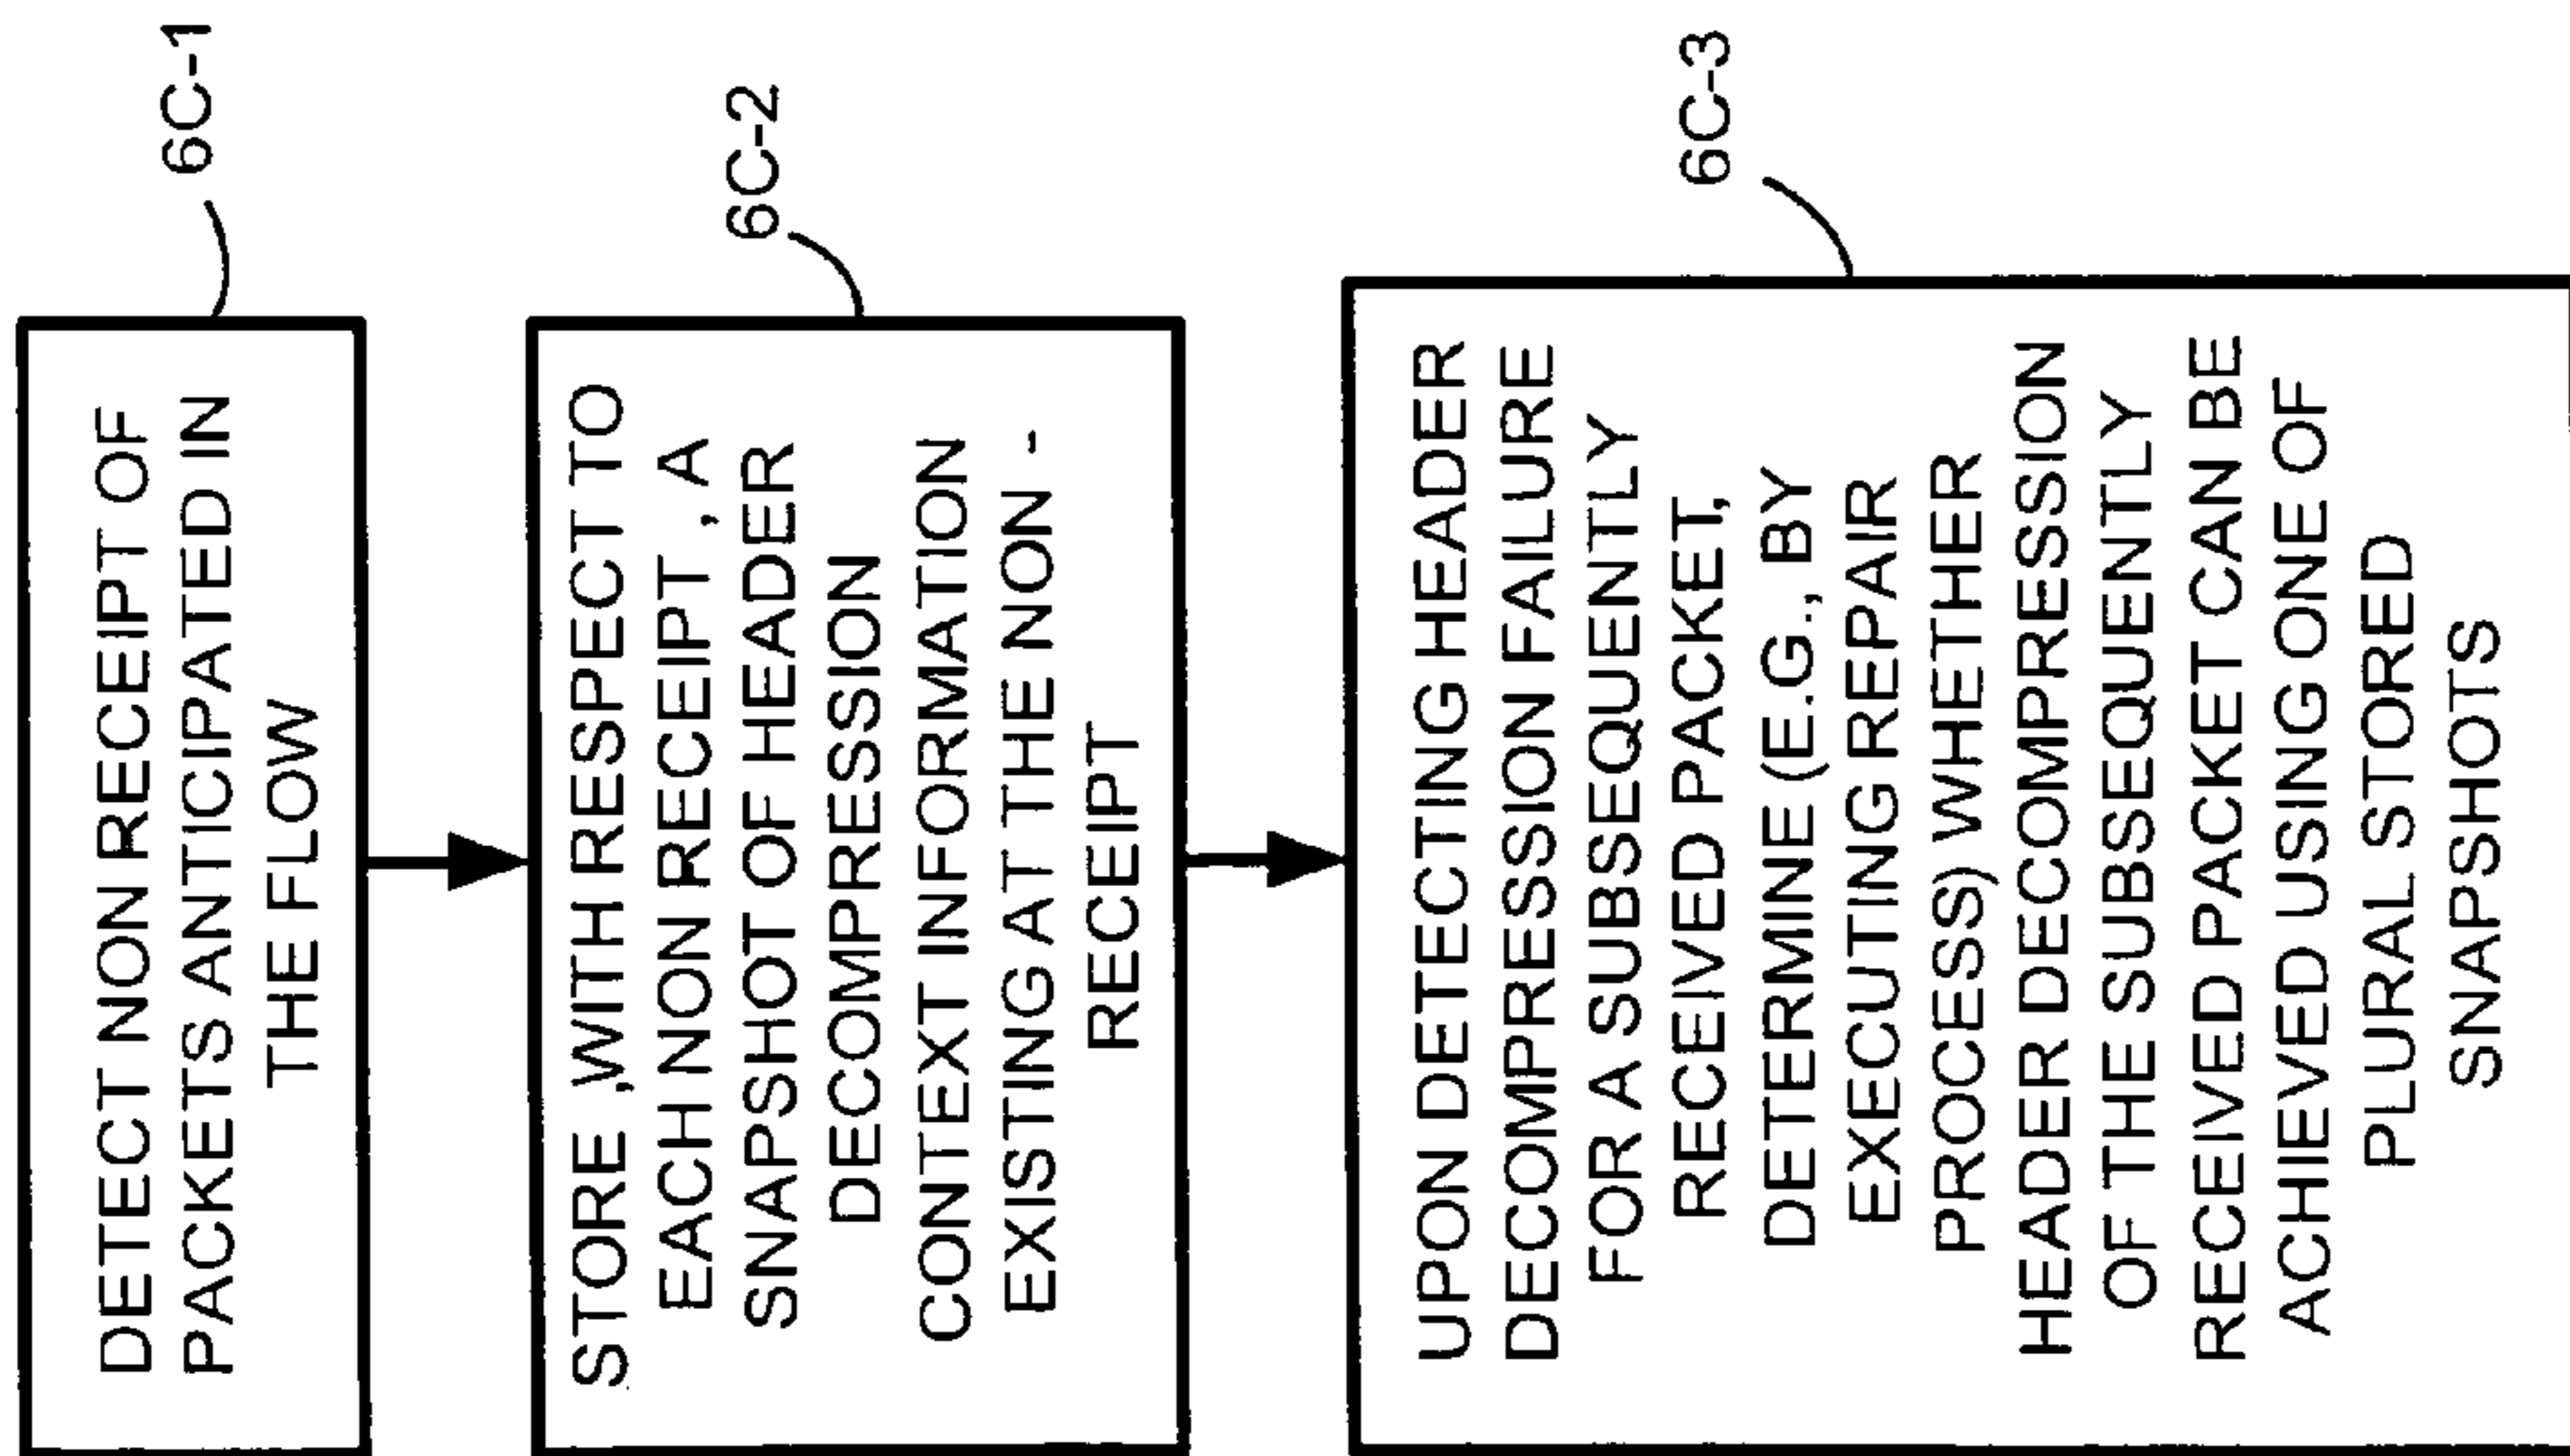 DETECT NON RECEIPT OF
PACKETS ANTICIPATED IN
THE FLOW
6C-1
STORE ,WITH RESPECT TO
EACH NON RECEIPT , A
SNAPSHOT OF HEADER
DECOMPRESSION
CONTEXT INFORMATION
EXISTING AT THE NON -
RECEIPT
6C-2
UPON DETECTING HEADER
DECOMPRESSION FAILURE
FOR A SUBSEQUENTLY
RECEIVED PACKET,
DETERMINE (E.G., BY
EXECUTING REPAIR
PROCESS) WHETHER
HEADER DECOMPRESSION
OF THE SUBSEQUENTLY
RECEIVED PACKET CAN BE
ACHIEVED USING ONE OF
PLURAL STORED
SNAPSHOTS
6C-3